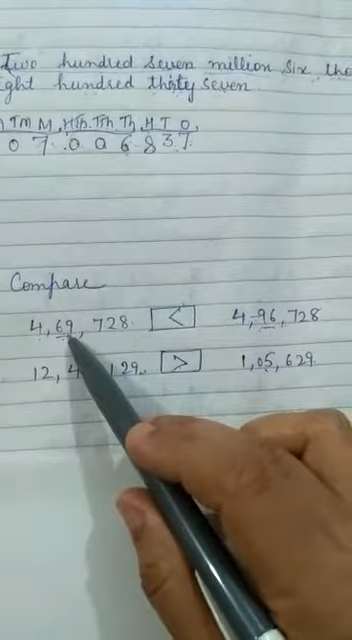 Two hundred seven million six
ght hundred thirty seven
TM M, HTh. TTh. Th, H T O,
0 7 . 0 0 6 8 3 7.
Compare
4,69,728. < 4,96,728
12,4 129. > 1,05,629